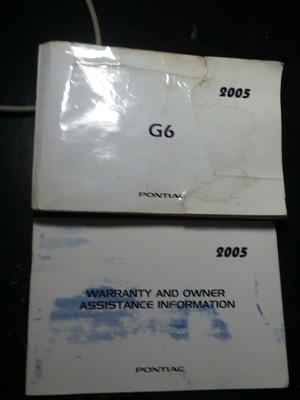 2005
G6
PONTIAC
2005
WARRANTY AND OWNER
ASSISTANCE INFORMATION
PONTIAC